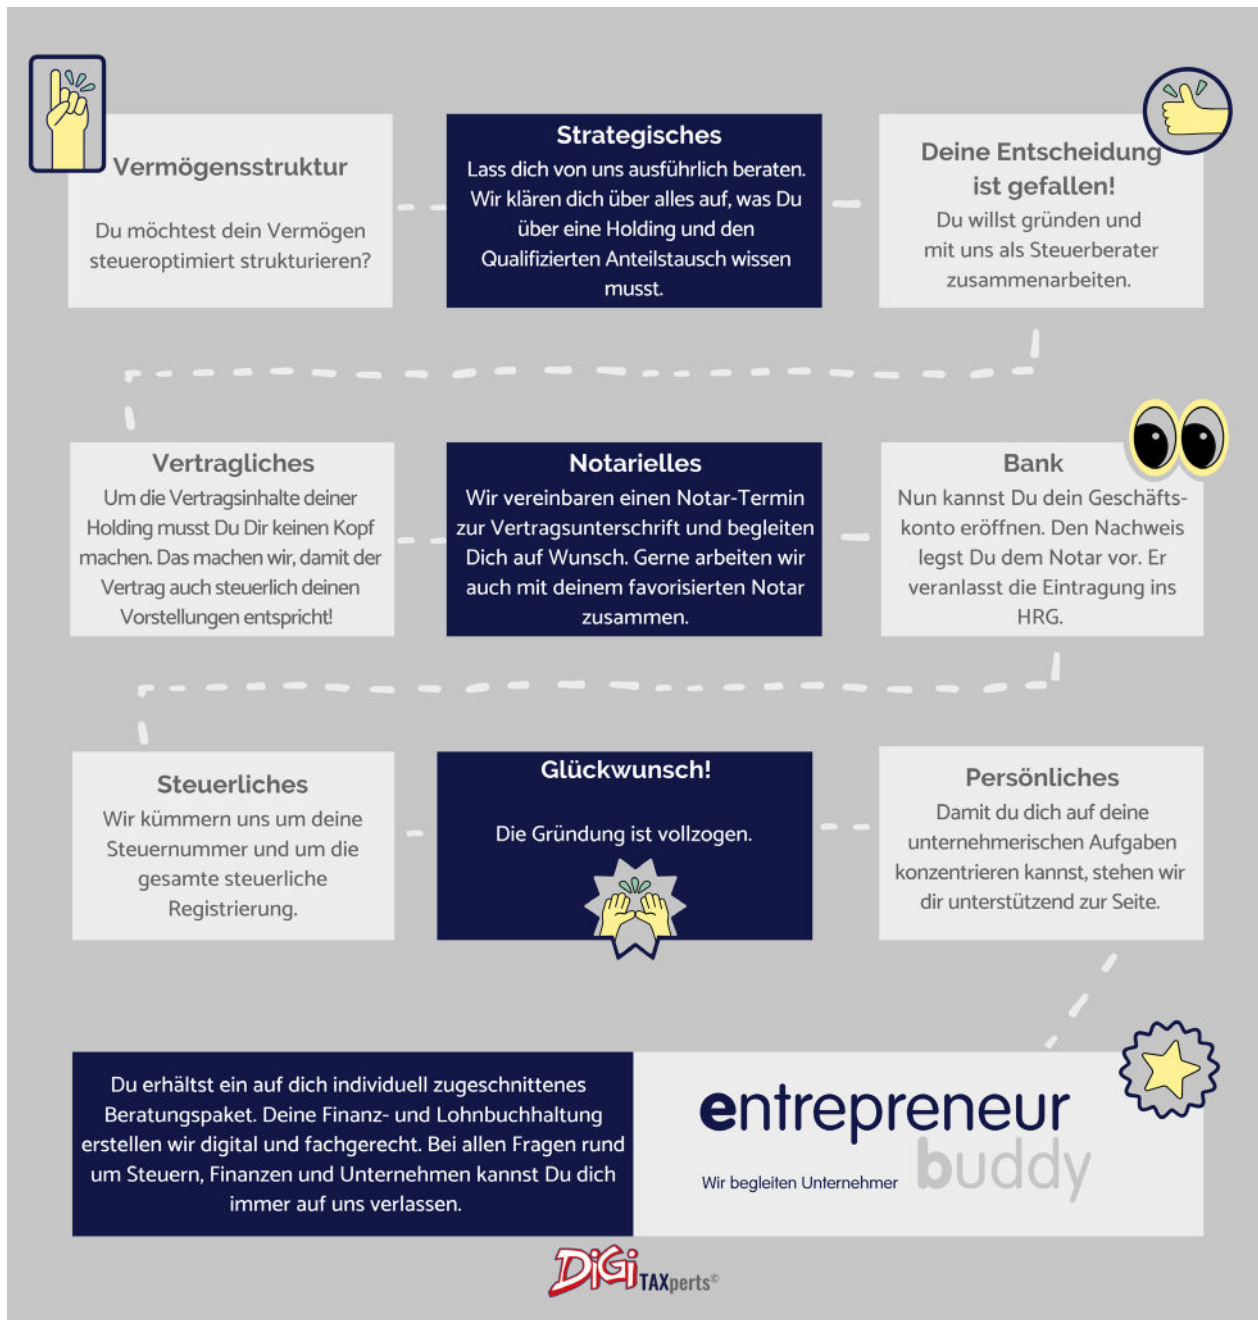 Vermögensstruktur
Du möchtest dein Vermögen
steueroptimiert strukturieren?
Strategisches
Lass dich von uns ausführlich beraten.
Wir klären dich über alles auf, was Du
über eine Holding und den
Qualifizierten Anteilstausch wissen
musst.
Deine Entscheidung
ist gefallen!
Du willst gründen und
mit uns als Steuerberater
zusammenarbeiten.
Vertragliches
Um die Vertragsinhalte deiner
Holding musst Du Dir keinen Kopf
machen. Das machen wir, damit der
Vertrag auch steuerlich deinen
Vorstellungen entspricht!
Notarielles
Wir vereinbaren einen Notar-Termin
zur Vertragsunterschrift und begleiten
Dich auf Wunsch. Gerne arbeiten wir
auch mit deinem favorisierten Notar
zusammen.
Bank
Nun kannst Du dein Geschäfts-
konto eröffnen. Den Nachweis
legst Du dem Notar vor. Er
veranlasst die Eintragung ins
HRG.
Steuerliches
Wir kümmern uns um deine
Steuernummer und um die
gesamte steuerliche
Registrierung.
Glückwunsch!
Die Gründung ist vollzogen.
Persönliches
Damit du dich auf deine
unternehmerischen Aufgaben
konzentrieren kannst, stehen wir
dir unterstützend zur Seite.
Du erhältst ein auf dich individuell zugeschnittenes
Beratungspaket. Deine Finanz- und Lohnbuchhaltung
erstellen wir digital und fachgerecht. Bei allen Fragen rund
um Steuern, Finanzen und Unternehmen kannst Du dich
immer auf uns verlassen.
entrepreneur
buddy
Wir begleiten Unternehmer
DiGi TAXperts©